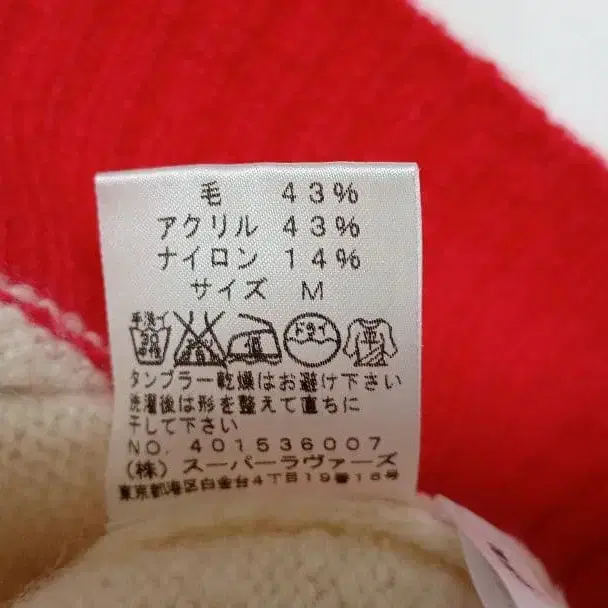 毛 43%
アクリル 43%
ナイロン 14%
サイズ M
手洗イ
30
中性
ドライ
タンブラー乾燥はお避け下さい
洗濯後は形を整えて直ちに
干して下さい
NO. 401536007
(株) スーパーラヴァーズ
東京都港区白金台4丁目19番16号